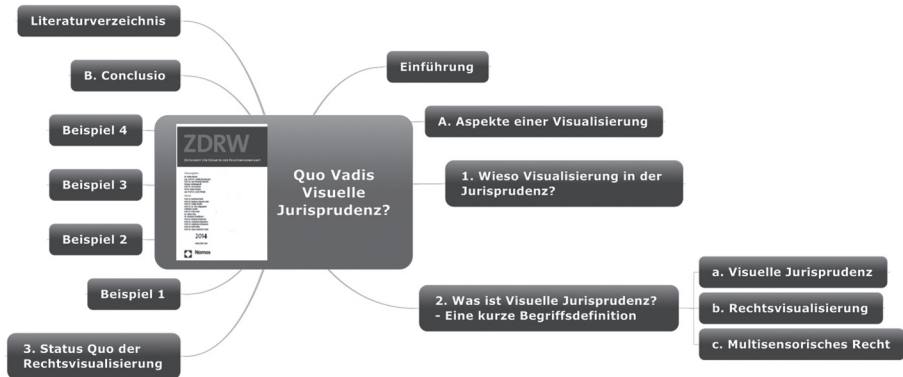 Literaturverzeichnis
B. Conclusio
Beispiel 4
Beispiel 3
Beispiel 2
Beispiel 1
3. Status Quo der
Rechtsvisualisierung
ZDRW
2014
Nomos
Quo Vadis
Visuelle
Jurisprudenz?
Einführung
A. Aspekte einer Visualisierung
1. Wieso Visualisierung in der
Jurisprudenz?
2. Was ist Visuelle Jurisprudenz?
- Eine kurze Begriffsdefinition
a. Visuelle Jurisprudenz
b. Rechtsvisualisierung
c. Multisensorisches Recht